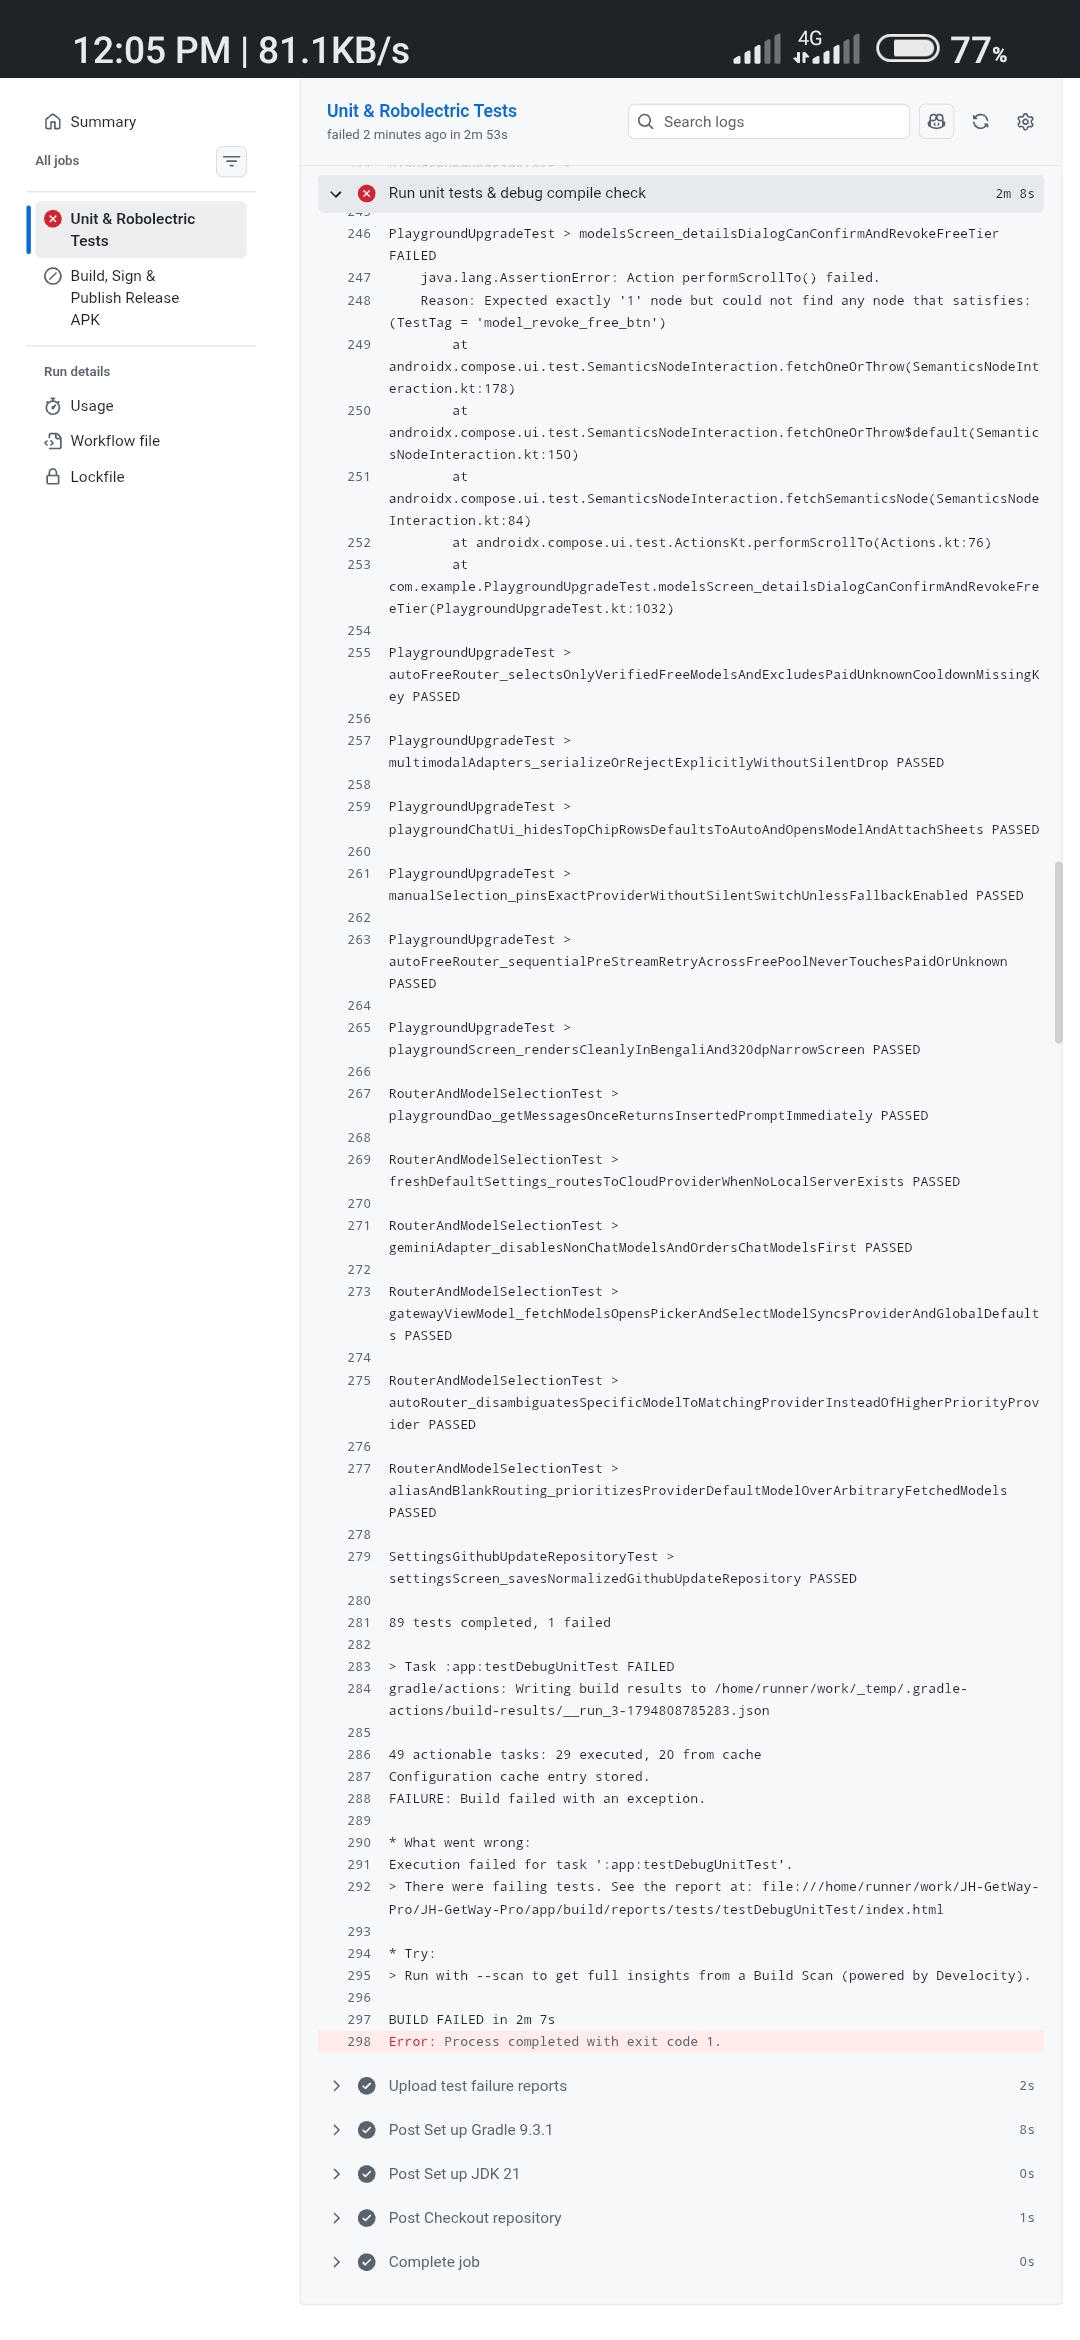 12:05 PM | 81.1KB/s
4G
77%
Summary
All jobs
Unit & Robolectric
Tests
Build, Sign &
Publish Release
APK
Run details
Usage
Workflow file
Lockfile
Unit & Robolectric Tests
failed 2 minutes ago in 2m 53s
Search logs
Run unit tests & debug compile check
2m 8s
246 PlaygroundUpgradeTest > modelsScreen_detailsDialogCanConfirmAndRevokeFreeTier
FAILED
247 java.lang.AssertionError: Action performScrollTo() failed.
248 Reason: Expected exactly '1' node but could not find any node that satisfies:
(TestTag = 'model_revoke_free_btn')
249 at
androidx.compose.ui.test.SemanticsNodeInteraction.fetchOneOrThrow(SemanticsNodeInt
eraction.kt:178)
250 at
androidx.compose.ui.test.SemanticsNodeInteraction.fetchOneOrThrow$default(Semantic
sNodeInteraction.kt:150)
251 at
androidx.compose.ui.test.SemanticsNodeInteraction.fetchSemanticsNode(SemanticsNode
Interaction.kt:84)
252 at androidx.compose.ui.test.ActionsKt.performScrollTo(Actions.kt:76)
253 at
com.example.PlaygroundUpgradeTest.modelsScreen_detailsDialogCanConfirmAndRevokeFre
eTier(PlaygroundUpgradeTest.kt:1032)
254
255 PlaygroundUpgradeTest >
autoFreeRouter_selectsOnlyVerifiedFreeModelsAndExcludesPaidUnknownCooldownMissingK
ey PASSED
256
257 PlaygroundUpgradeTest >
multimodalAdapters_serializeOrRejectExplicitlyWithoutSilentDrop PASSED
258
259 PlaygroundUpgradeTest >
playgroundChatUi_hidesTopChipRowsDefaultsToAutoAndOpensModelAndAttachSheets PASSED
260
261 PlaygroundUpgradeTest >
manualSelection_pinsExactProviderWithoutSilentSwitchUnlessFallbackEnabled PASSED
262
263 PlaygroundUpgradeTest >
autoFreeRouter_sequentialPreStreamRetryAcrossFreePoolNeverTouchesPaidOrUnknown
PASSED
264
265 PlaygroundUpgradeTest >
playgroundScreen_rendersCleanlyInBengaliAnd320dpNarrowScreen PASSED
266
267 RouterAndModelSelectionTest >
playgroundDao_getMessagesOnceReturnsInsertedPromptImmediately PASSED
268
269 RouterAndModelSelectionTest >
freshDefaultSettings_routesToCloudProviderWhenNoLocalServerExists PASSED
270
271 RouterAndModelSelectionTest >
geminiAdapter_disablesNonChatModelsAndOrdersChatModelsFirst PASSED
272
273 RouterAndModelSelectionTest >
gatewayViewModel_fetchModelsOpensPickerAndSelectModelSyncsProviderAndGlobalDefault
s PASSED
274
275 RouterAndModelSelectionTest >
autoRouter_disambiguatesSpecificModelToMatchingProviderInsteadOfHigherPriorityProv
ider PASSED
276
277 RouterAndModelSelectionTest >
aliasAndBlankRouting_prioritizesProviderDefaultModelOverArbitraryFetchedModels
PASSED
278
279 SettingsGithubUpdateRepositoryTest >
settingsScreen_savesNormalizedGithubUpdateRepository PASSED
280
281 89 tests completed, 1 failed
282
283 > Task :app:testDebugUnitTest FAILED
284 gradle/actions: Writing build results to /home/runner/work/_temp/.gradle-
actions/build-results/__run_3-1794808785283.json
285
286 49 actionable tasks: 29 executed, 20 from cache
287 Configuration cache entry stored.
288 FAILURE: Build failed with an exception.
289
290 * What went wrong:
291 Execution failed for task ':app:testDebugUnitTest'.
292 > There were failing tests. See the report at: file:///home/runner/work/JH-GetWay-
Pro/JH-GetWay-Pro/app/build/reports/tests/testDebugUnitTest/index.html
293
294 * Try:
295 > Run with --scan to get full insights from a Build Scan (powered by Develocity).
296
297 BUILD FAILED in 2m 7s
298 Error: Process completed with exit code 1.
Upload test failure reports 2s
Post Set up Gradle 9.3.1 8s
Post Set up JDK 21 0s
Post Checkout repository 1s
Complete job 0s